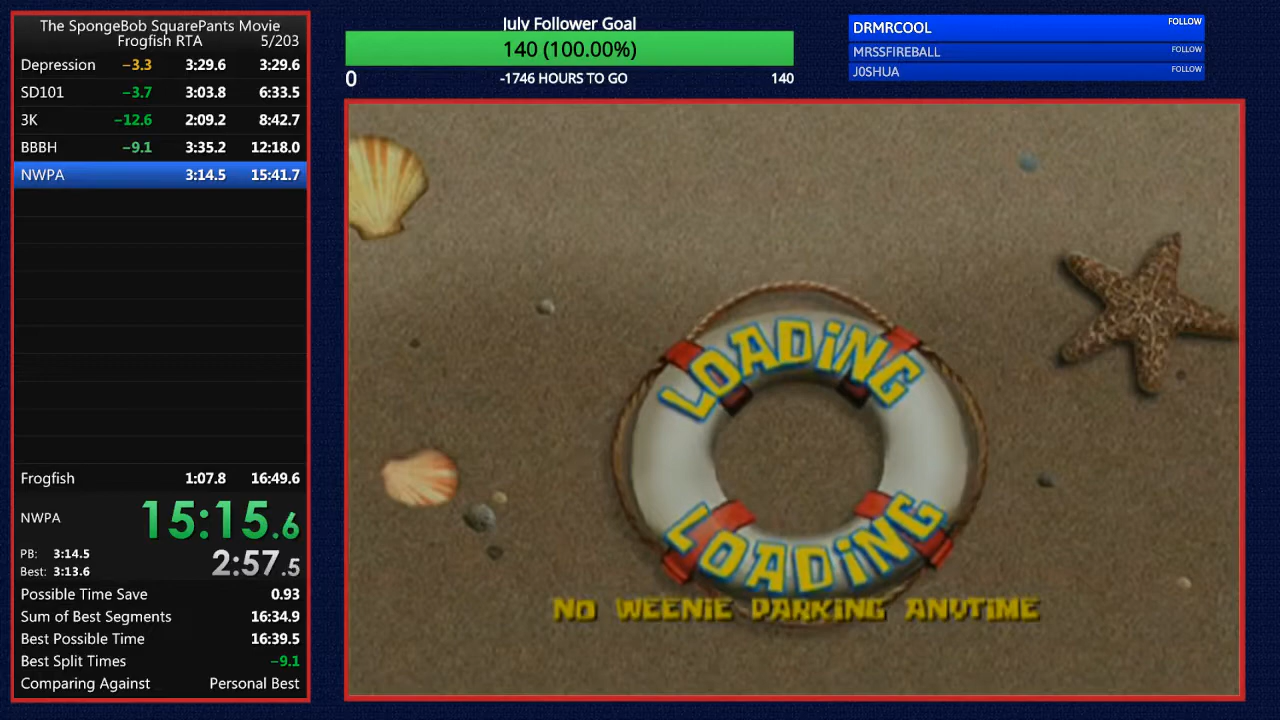 The SpongeBob SquarePants Movie
Frogfish RTA 5/203
Depression −3.3 3:29.6 3:29.6
SD101 −3.7 3:03.8 6:33.5
3K −12.6 2:09.2 8:42.7
BBBH −9.1 3:35.2 12:18.0
NWPA 3:14.5 15:41.7
Frogfish 1:07.8 16:49.6
NWPA 15:15.6
PB: 3:14.5
Best: 3:13.6
2:57.5
Possible Time Save 0.93
Sum of Best Segments 16:34.9
Best Possible Time 16:39.5
Best Split Times −9.1
Comparing Against Personal Best
July Follower Goal
140 (100.00%)
0 -1746 HOURS TO GO 140
DRMRCOOL FOLLOW
MRSSFIREBALL FOLLOW
J0SHUA FOLLOW
LOADiNG
LOADiNG
NO WEENIE PARKING ANYTIME